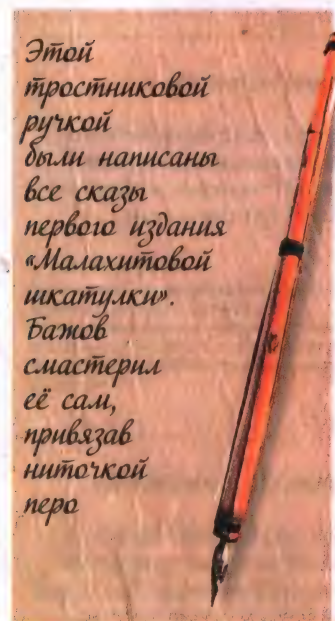 Этой
тростниковой
ручкой
были написаны
все сказы
первого издания
«Малахитовой
шкатулки».
Бажов
смастерил
её сам,
привязав
ниточкой
перо